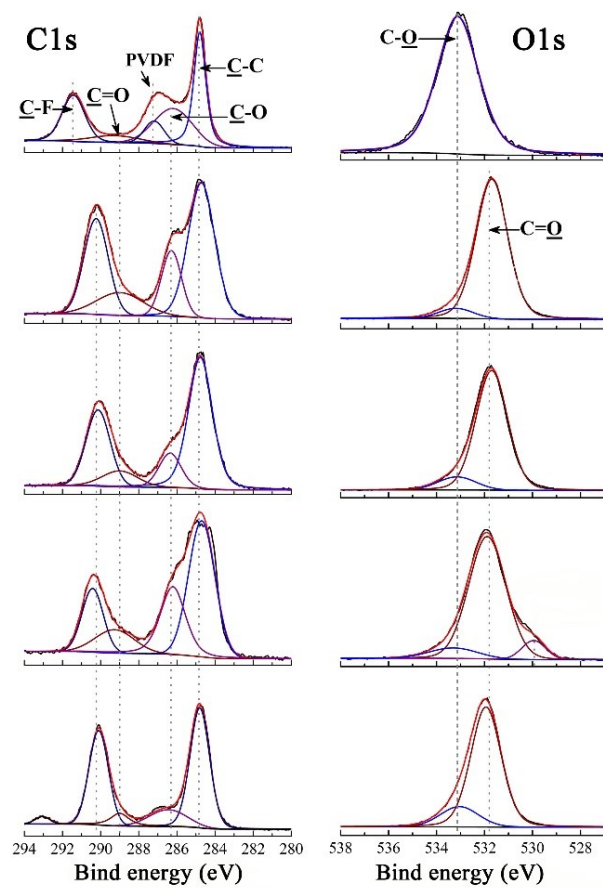 C1s
O1s
PVDF
C-O
C-C
C-F
C=O
C-O
C=O
294 292 290 288 286 284 282 280
538 536 534 532 530 528
Bind energy (eV)
Bind energy (eV)